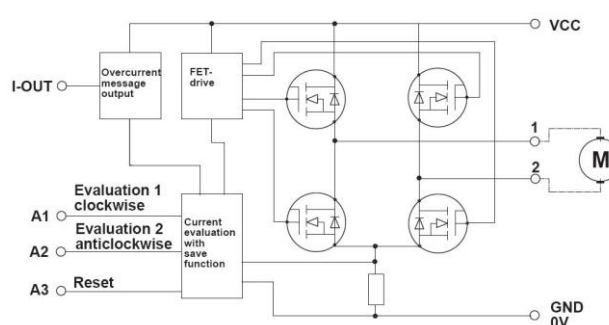 VCC
Overcurrent
message
output
FET-
drive
I-OUT
1
M
2
Evaluation 1
clockwise
A1
Evaluation 2
anticlockwise
A2
Current
evaluation
with
save
function
A3
Reset
GND
0V